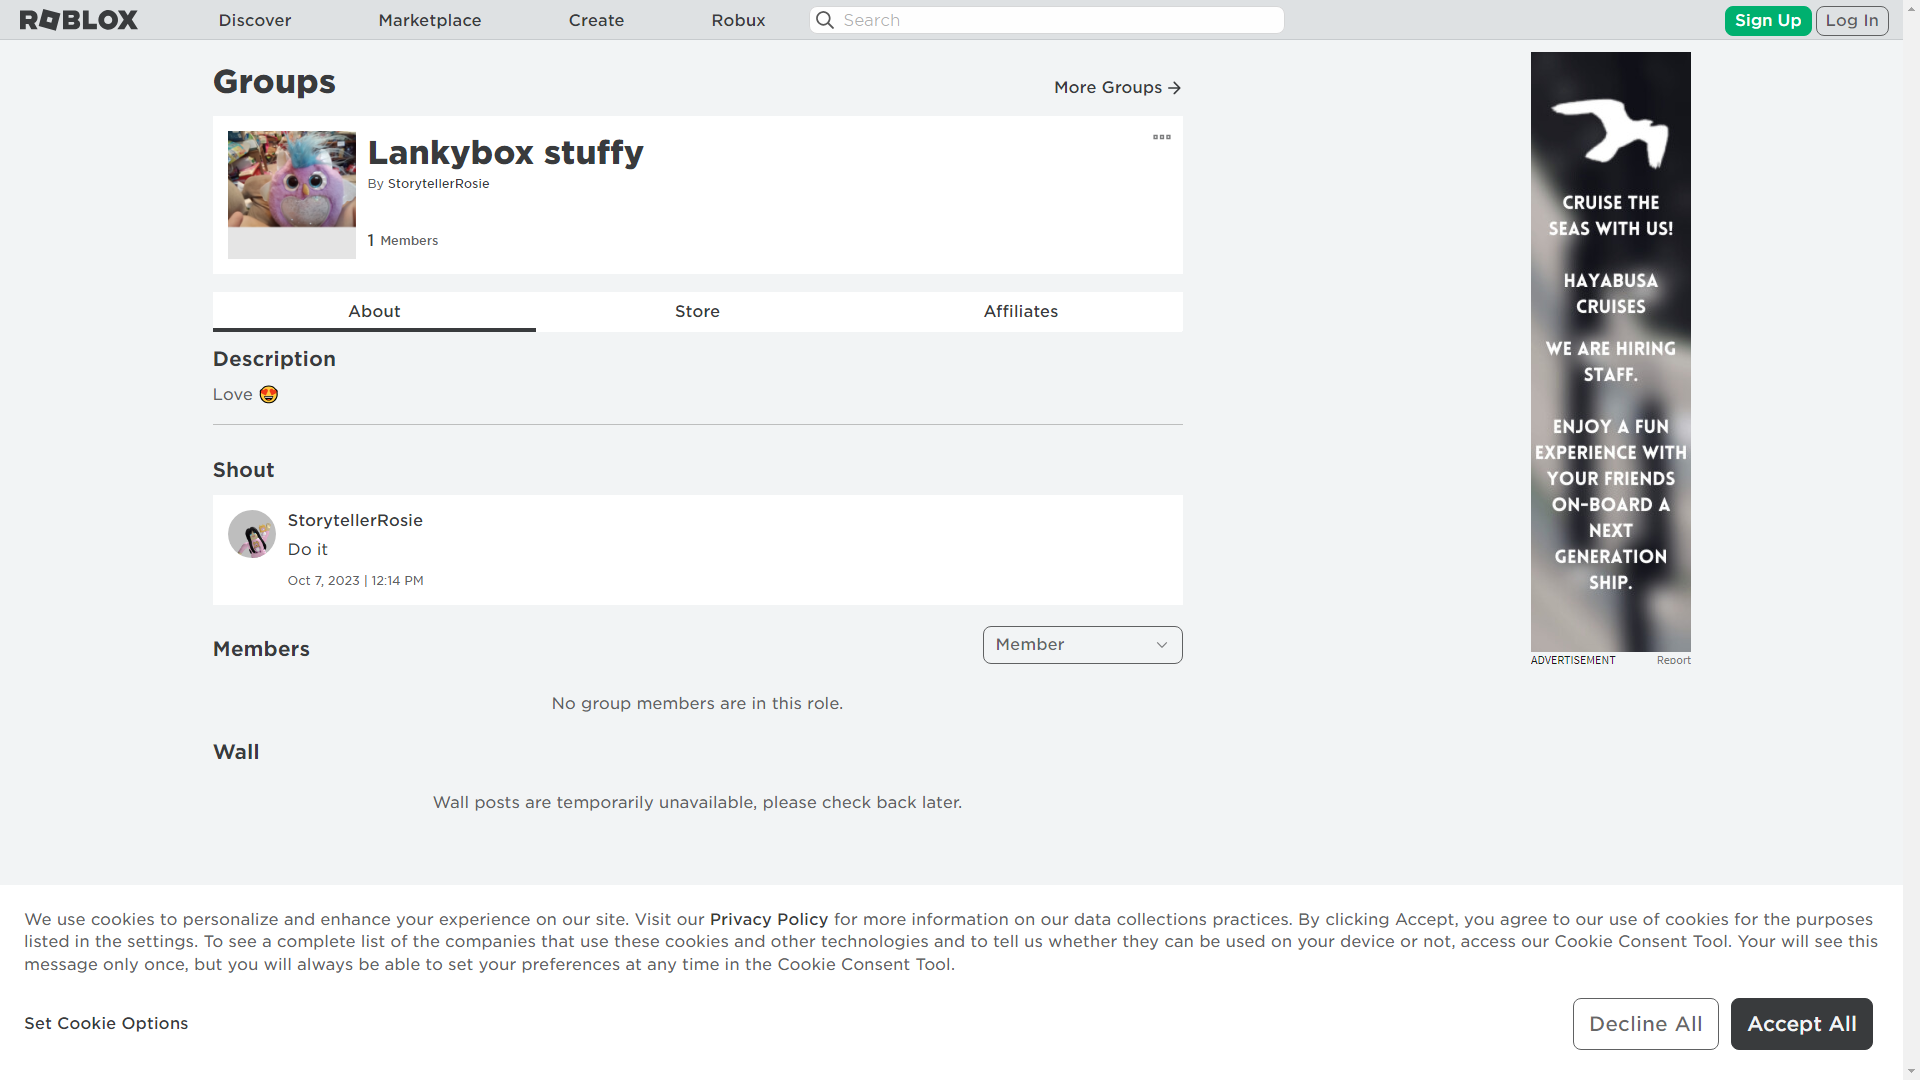 ROBLOX
Discover
Marketplace
Create
Robux
Search
Sign Up
Log In
Groups
More Groups
Lankybox stuffy
By StorytellerRosie
1 Members
About
Store
Affiliates
Description
Love 😍
Shout
StorytellerRosie
Do it
Oct 7, 2023 | 12:14 PM
Members
Member
No group members are in this role.
Wall
Wall posts are temporarily unavailable, please check back later.
CRUISE THE
SEAS WITH US!
HAYABUSA
CRUISES
WE ARE HIRING
STAFF.
ENJOY A FUN
EXPERIENCE WITH
YOUR FRIENDS
ON-BOARD A
NEXT
GENERATION
SHIP.
ADVERTISEMENT
Report
We use cookies to personalize and enhance your experience on our site. Visit our Privacy Policy for more information on our data collections practices. By clicking Accept, you agree to our use of cookies for the purposes
listed in the settings. To see a complete list of the companies that use these cookies and other technologies and to tell us whether they can be used on your device or not, access our Cookie Consent Tool. Your will see this
message only once, but you will always be able to set your preferences at any time in the Cookie Consent Tool.
Set Cookie Options
Decline All
Accept All